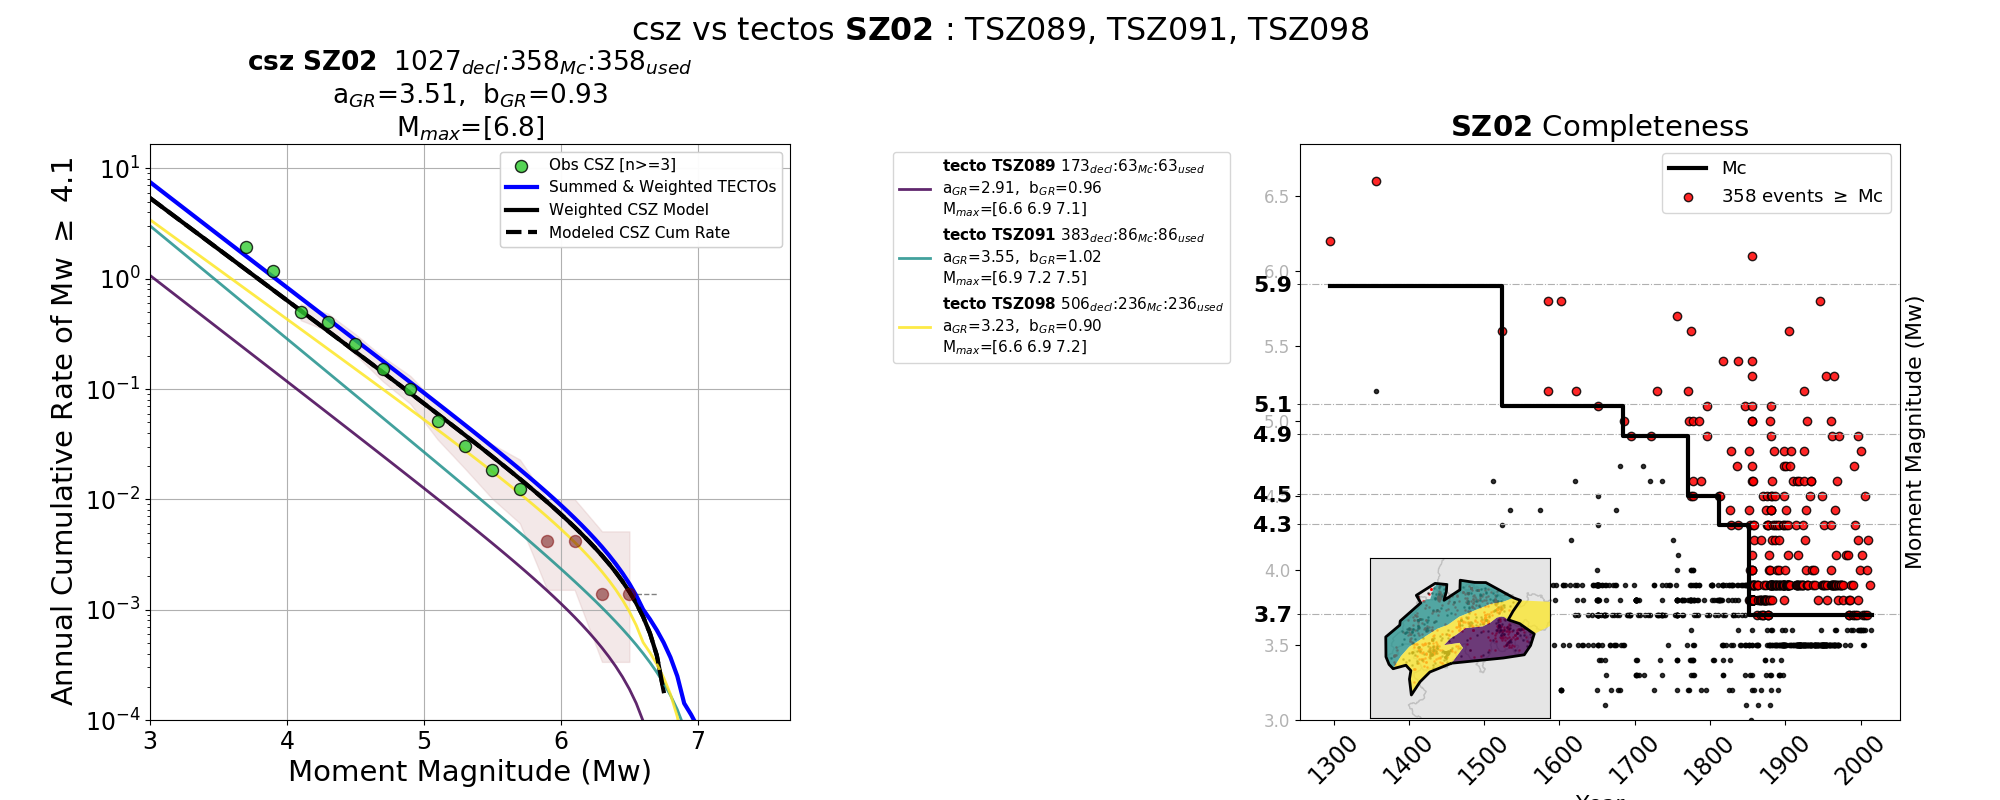 csz vs tectos SZ02 : TSZ089, TSZ091, TSZ098
csz SZ02 1027decl:358Mc:358used
aGR=3.51, bGR=0.93
Mmax=[6.8]
Annual Cumulative Rate of Mw ≥ 4.1
10^1
10^0
10^-1
10^-2
10^-3
10^-4
3 4 5 6 7
Moment Magnitude (Mw)
Obs CSZ [n>=3]
Summed & Weighted TECTOs
Weighted CSZ Model
Modeled CSZ Cum Rate
tecto TSZ089 173decl:63Mc:63used
aGR=2.91, bGR=0.96
Mmax=[6.6 6.9 7.1]
tecto TSZ091 383decl:86Mc:86used
aGR=3.55, bGR=1.02
Mmax=[6.9 7.2 7.5]
tecto TSZ098 506decl:236Mc:236used
aGR=3.23, bGR=0.90
Mmax=[6.6 6.9 7.2]
SZ02 Completeness
Mc
358 events ≥ Mc
6.5
6.0
5.9
5.5
5.1
5.0
4.9
4.5
4.3
4.0
3.7
3.5
3.0
1300 1400 1500 1600 1700 1800 1900 2000
Moment Magnitude (Mw)